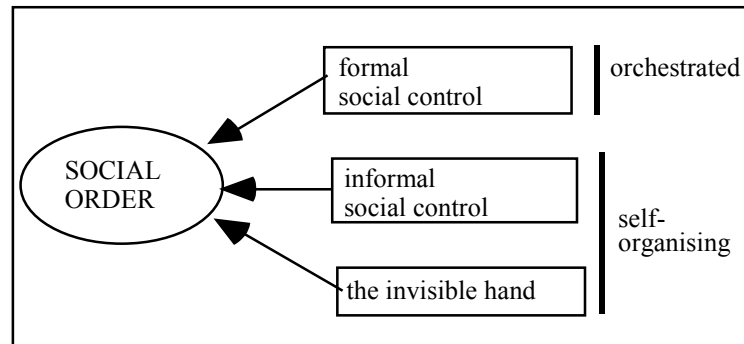 formal
social control
orchestrated
SOCIAL
ORDER
informal
social control
self-
organising
the invisible hand